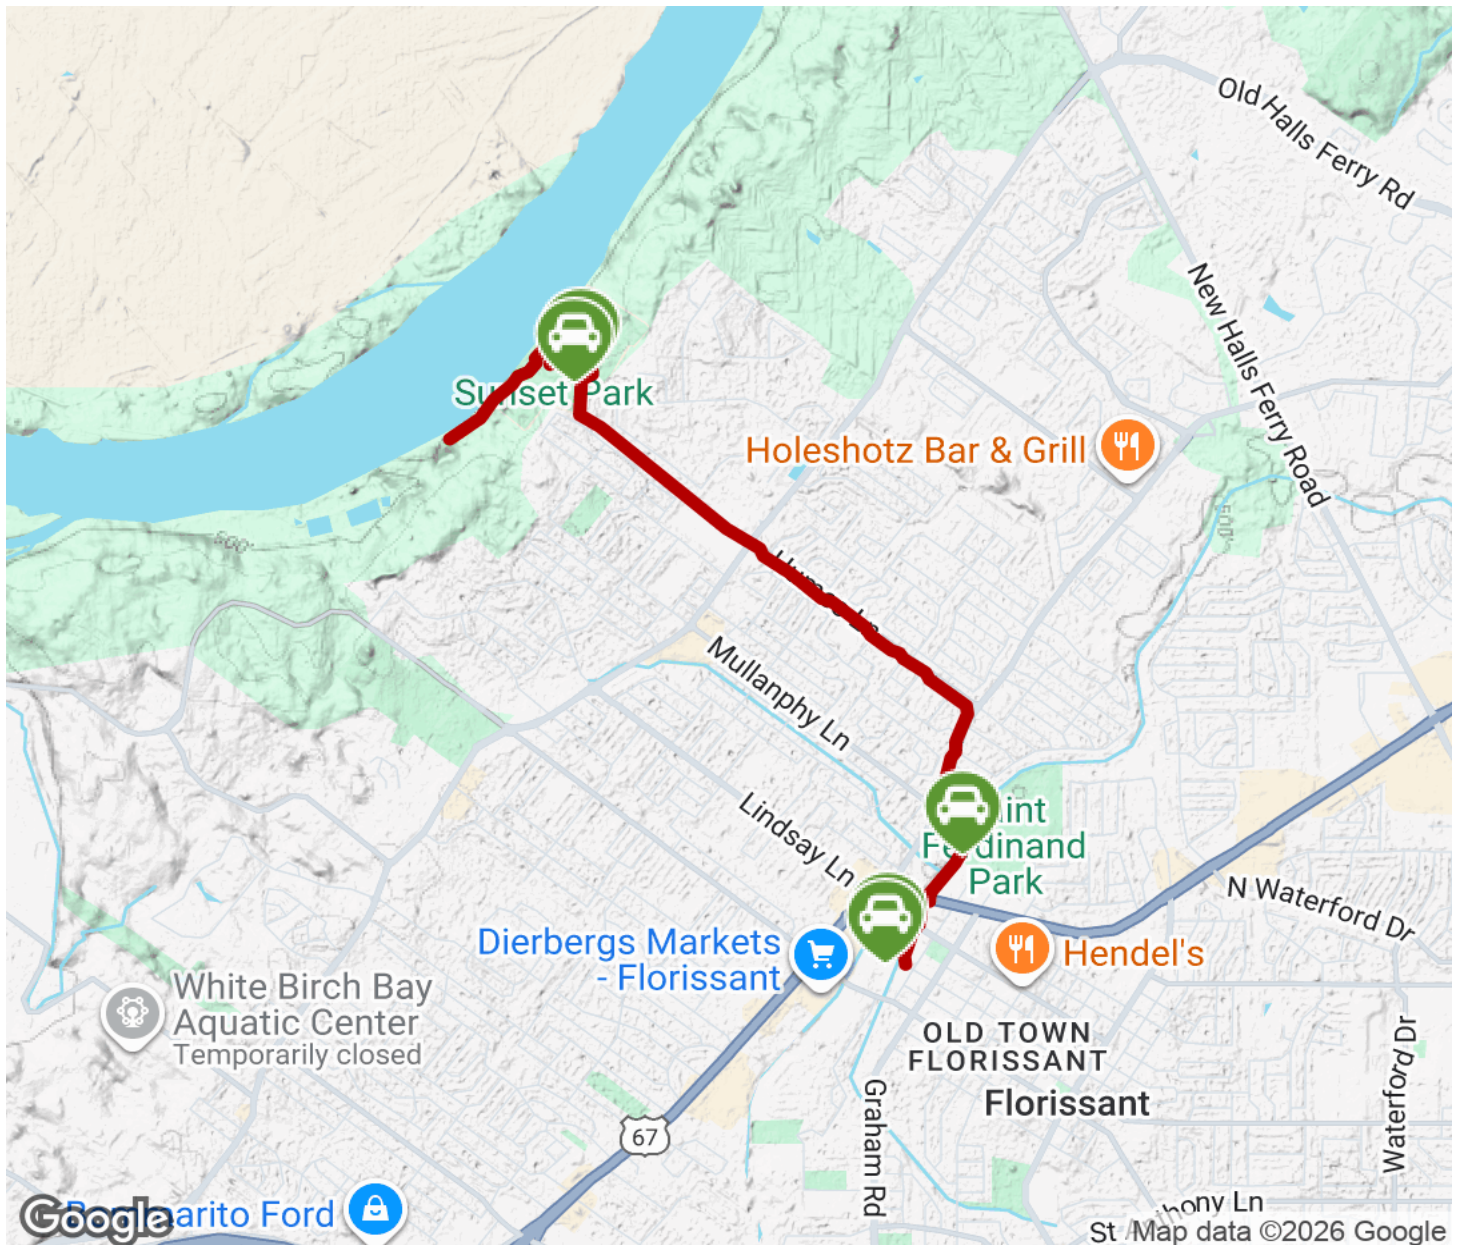 Old Halls Ferry Rd
New Halls Ferry Road
Sunset Park
Holeshotz Bar & Grill
Mullanphy Ln
Lindsay Ln
Park
N Waterford Dr
Dierbergs Markets
- Florissant
Hendel's
White Birch Bay
Aquatic Center
Temporarily closed
OLD TOWN
FLORISSANT
Florissant
Graham Rd
Waterford Dr
67
Ford
Google
St
Map data ©2026 Google